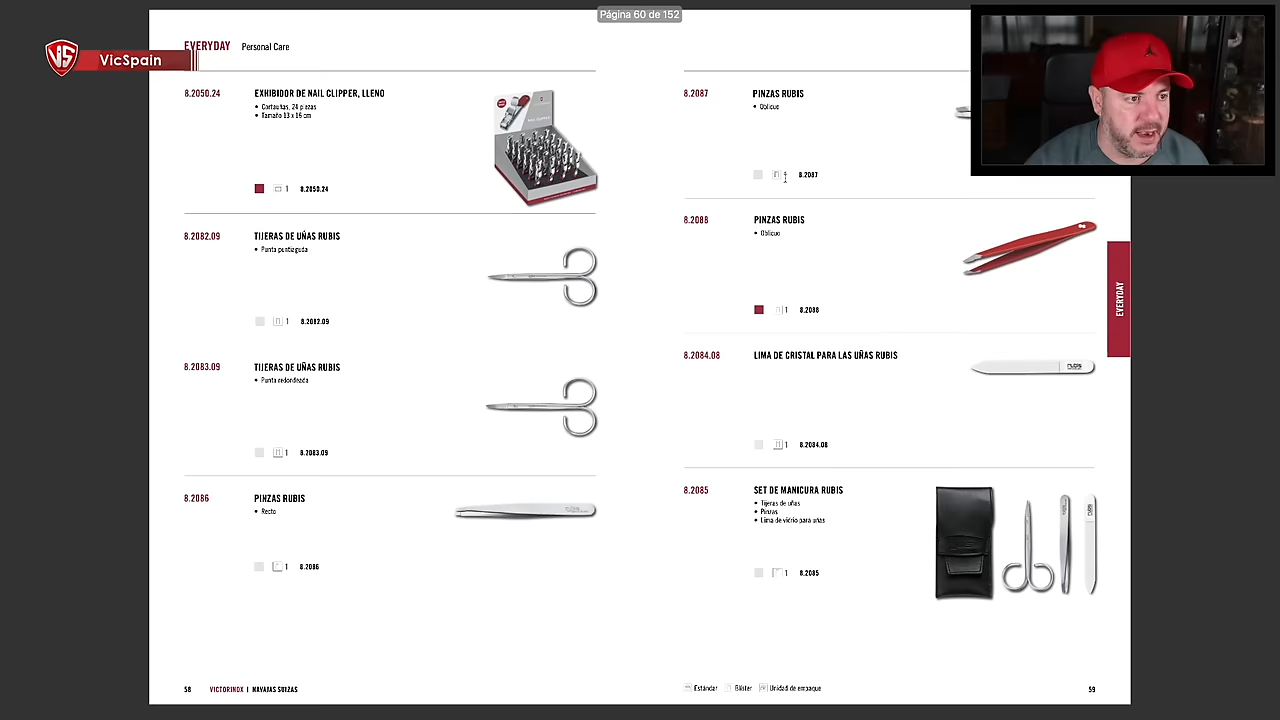 Página 60 de 152
VS VicSpain
EVERYDAY Personal Care
8.2050.24 EXHIBIDOR DE NAIL CLIPPER, LLENO
• Cortauñas, 24 piezas
• Tamaño 13 x 16 cm
1 8.2050.24
8.2082.09 TIJERAS DE UÑAS RUBIS
• Punta puntiaguda
1 8.2082.09
8.2083.09 TIJERAS DE UÑAS RUBIS
• Punta redondeada
1 8.2083.09
8.2086 PINZAS RUBIS
• Recto
1 8.2086
58 VICTORINOX | NAVAJAS SUIZAS
8.2087 PINZAS RUBIS
• Oblicuo
8.2087
8.2088 PINZAS RUBIS
• Oblicuo
1 8.2088
8.2084.08 LIMA DE CRISTAL PARA LAS UÑAS RUBIS
rubis
1 8.2084.08
8.2085 SET DE MANICURA RUBIS
• Tijeras de uñas
• Pinzas
• Lima de vidrio para uñas
1 8.2085
EVERYDAY
Estándar Blíster Unidad de empaque
59